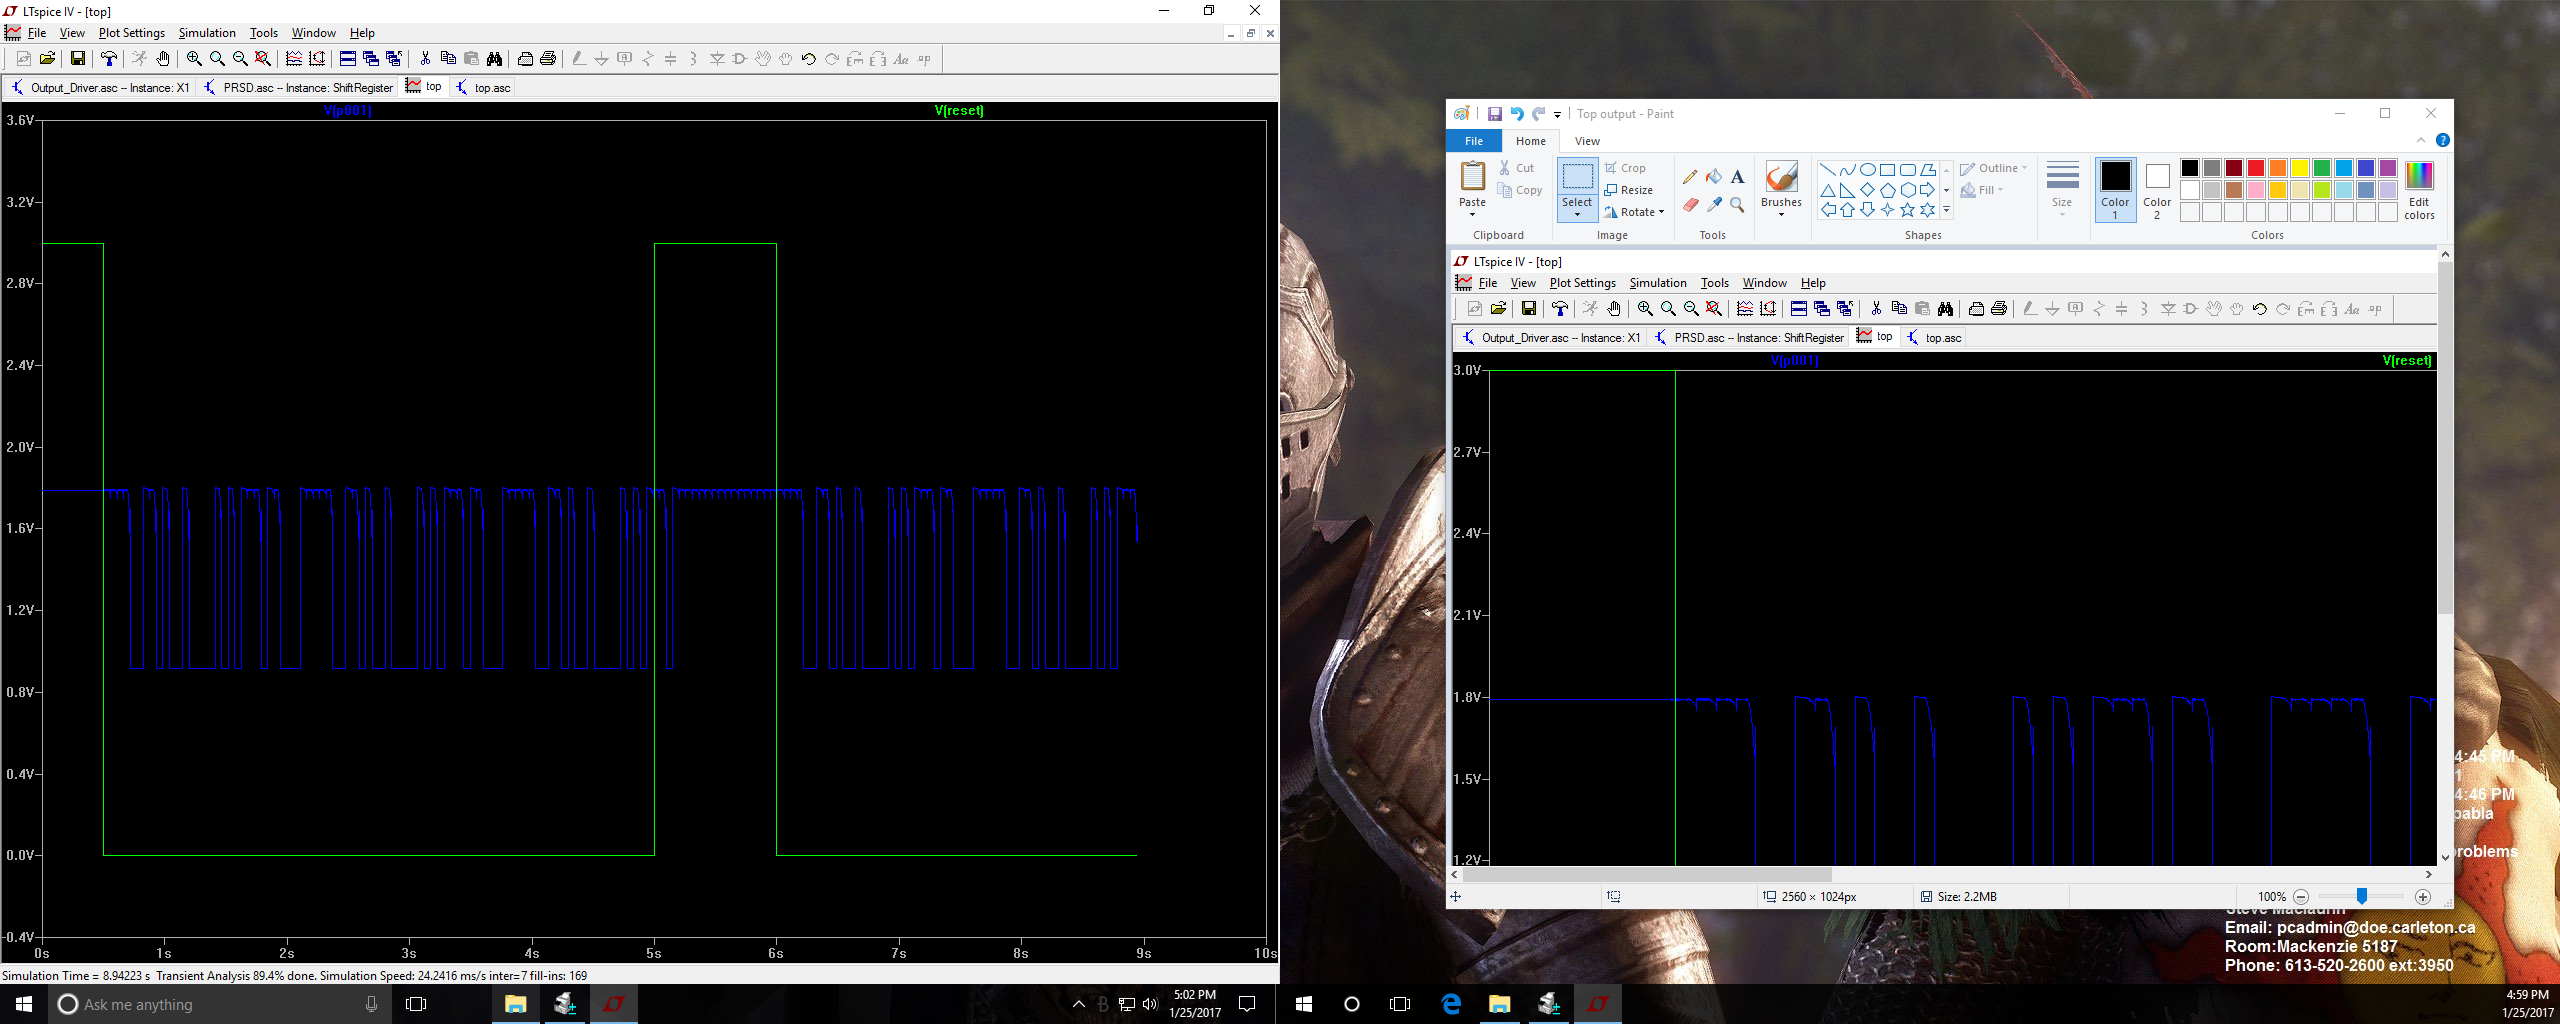 LTspice IV - [top]
File View Plot Settings Simulation Tools Window Help
Output_Driver.asc -- Instance: X1 PRSD.asc -- Instance: ShiftRegister top top.asc
V(p001) V(reset)
3.6V
3.2V
2.8V
2.4V
2.0V
1.6V
1.2V
0.8V
0.4V
0.0V
-0.4V
0s 1s 2s 3s 4s 5s 6s 7s 8s 9s 10s
Simulation Time = 8.94223 s Transient Analysis 89.4% done. Simulation Speed: 24.2416 ms/s inter=7 fill-ins: 169
Ask me anything
5:02 PM
1/25/2017
Top output - Paint
File Home View
Paste
Cut
Copy
Clipboard
Select
Crop
Resize
Rotate
Image
Tools
Brushes
Shapes
Outline
Fill
Size
Color 1
Color 2
Edit colors
Colors
LTspice IV - [top]
File View Plot Settings Simulation Tools Window Help
Output_Driver.asc -- Instance: X1 PRSD.asc -- Instance: ShiftRegister top top.asc
V(p001) V(reset)
3.0V
2.7V
2.4V
2.1V
1.8V
1.5V
1.2V
2560 × 1024px Size: 2.2MB 100%
4:45 PM
1
4:46 PM
pabla
problems
Steve Maclaurin
Email: pcadmin@doe.carleton.ca
Room:Mackenzie 5187
Phone: 613-520-2600 ext:3950
4:59 PM
1/25/2017